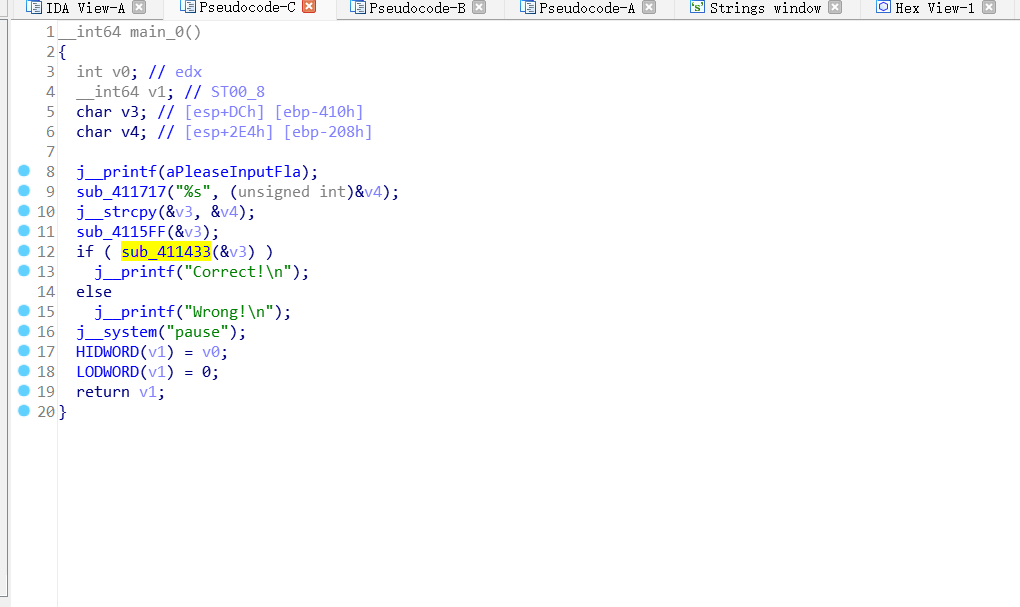 IDA View-A Pseudocode-C Pseudocode-B Pseudocode-A Strings window Hex View-1
1 __int64 main_0()
2 {
3 int v0; // edx
4 __int64 v1; // ST00_8
5 char v3; // [esp+DCh] [ebp-410h]
6 char v4; // [esp+2E4h] [ebp-208h]
7
8 j__printf(aPleaseInputFla);
9 sub_411717("%s", (unsigned int)&v4);
10 j__strcpy(&v3, &v4);
11 sub_4115FF(&v3);
12 if ( sub_411433(&v3) )
13 j__printf("Correct!\n");
14 else
15 j__printf("Wrong!\n");
16 j__system("pause");
17 HIDWORD(v1) = v0;
18 LODWORD(v1) = 0;
19 return v1;
20 }